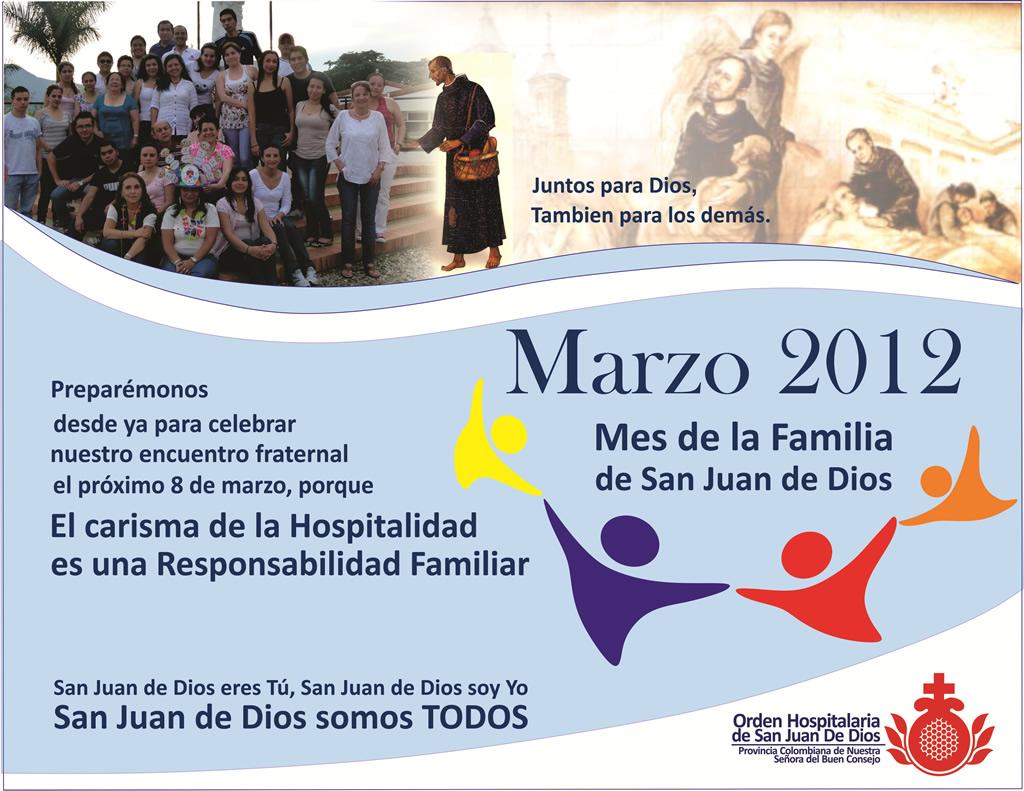 Juntos para Dios,
Tambien para los demás.
Marzo 2012
Mes de la Familia
de San Juan de Dios
Preparémonos
desde ya para celebrar
nuestro encuentro fraternal
el próximo 8 de marzo, porque
El carisma de la Hospitalidad
es una Responsabilidad Familiar
San Juan de Dios eres Tú, San Juan de Dios soy Yo
San Juan de Dios somos TODOS
Orden Hospitalaria
de San Juan De Dios
Provincia Colombiana de Nuestra
Señora del Buen Consejo